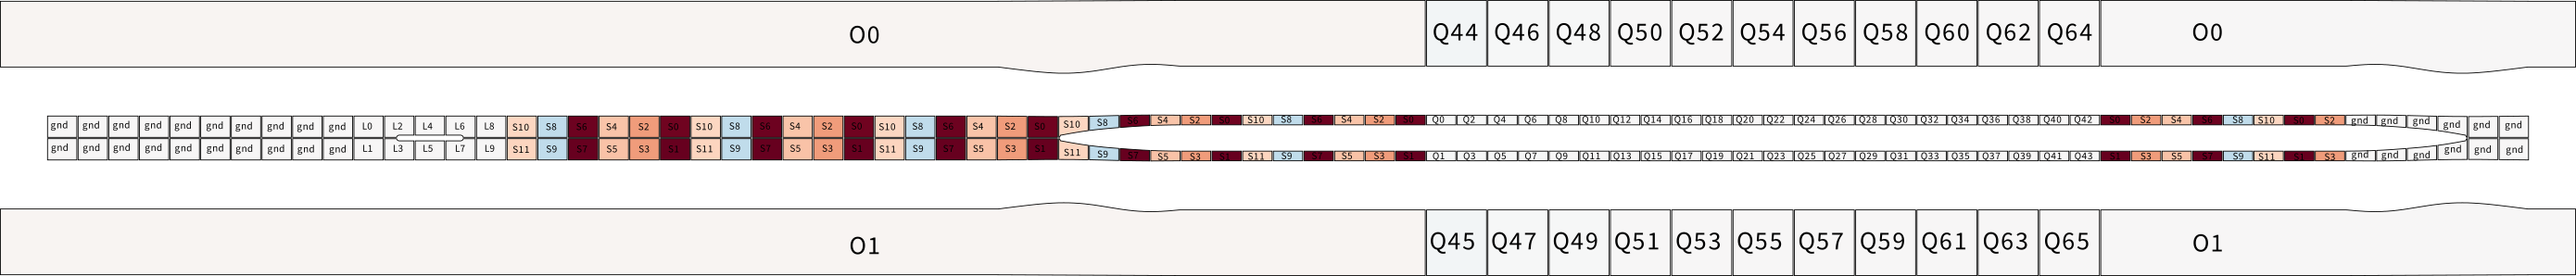 O0 Q44 Q46 Q48 Q50 Q52 Q54 Q56 Q58 Q60 Q62 Q64 O0
gnd gnd gnd gnd gnd gnd gnd gnd gnd gnd L0 L2 L4 L6 L8 S10 S8 S6 S4 S2 S0 S10 S8 S6 S4 S2 S0 S10 S8 S6 S4 S2 S0 S10 S8 S6 S4 S2 S0 S10 S8 S6 S4 S2 S0 Q0 Q2 Q4 Q6 Q8 Q10 Q12 Q14 Q16 Q18 Q20 Q22 Q24 Q26 Q28 Q30 Q32 Q34 Q36 Q38 Q40 Q42 S0 S2 S4 S6 S8 S10 S0 S2 gnd gnd gnd gnd gnd gnd
gnd gnd gnd gnd gnd gnd gnd gnd gnd gnd L1 L3 L5 L7 L9 S11 S9 S7 S5 S3 S1 S11 S9 S7 S5 S3 S1 S11 S9 S7 S5 S3 S1 S11 S9 S7 S5 S3 S1 S11 S9 S7 S5 S3 S1 Q1 Q3 Q5 Q7 Q9 Q11 Q13 Q15 Q17 Q19 Q21 Q23 Q25 Q27 Q29 Q31 Q33 Q35 Q37 Q39 Q41 Q43 S1 S3 S5 S7 S9 S11 S1 S3 gnd gnd gnd gnd gnd gnd
O1 Q45 Q47 Q49 Q51 Q53 Q55 Q57 Q59 Q61 Q63 Q65 O1